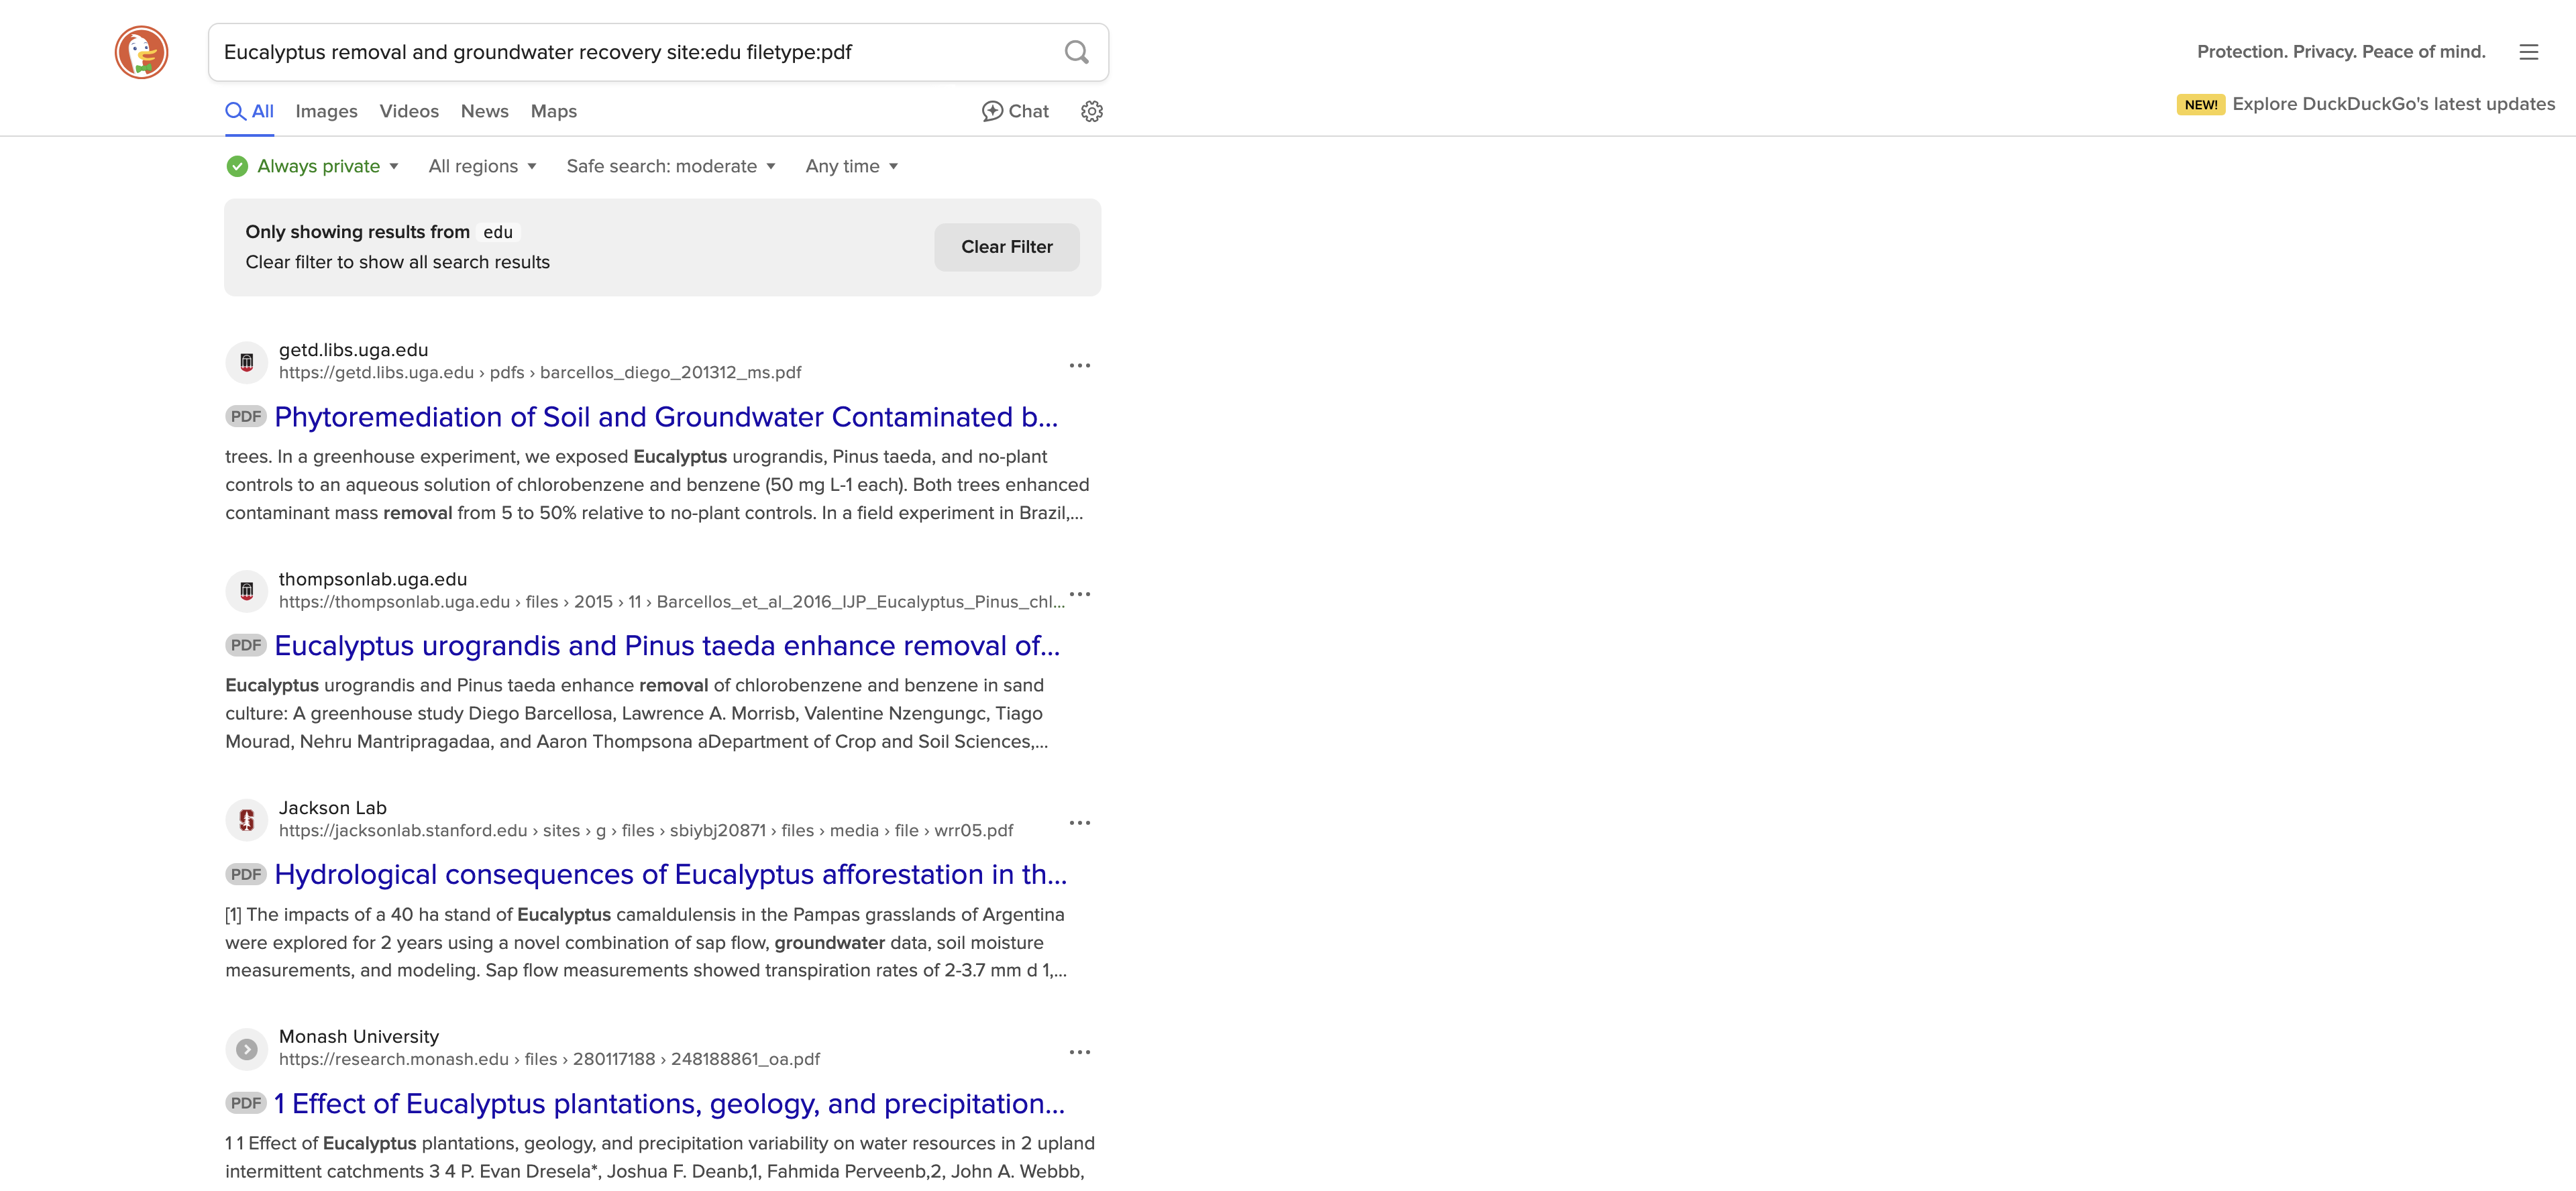 Eucalyptus removal and groundwater recovery site:edu filetype:pdf
Protection. Privacy. Peace of mind.
All Images Videos News Maps Chat
NEW! Explore DuckDuckGo's latest updates
Always private All regions Safe search: moderate Any time
Only showing results from edu
Clear filter to show all search results
Clear Filter
getd.libs.uga.edu
https://getd.libs.uga.edu › pdfs › barcellos_diego_201312_ms.pdf
PDF Phytoremediation of Soil and Groundwater Contaminated b...
trees. In a greenhouse experiment, we exposed Eucalyptus urograndis, Pinus taeda, and no-plant
controls to an aqueous solution of chlorobenzene and benzene (50 mg L-1 each). Both trees enhanced
contaminant mass removal from 5 to 50% relative to no-plant controls. In a field experiment in Brazil,...
thompsonlab.uga.edu
https://thompsonlab.uga.edu › files › 2015 › 11 › Barcellos_et_al_2016_IJP_Eucalyptus_Pinus_chl...
PDF Eucalyptus urograndis and Pinus taeda enhance removal of...
Eucalyptus urograndis and Pinus taeda enhance removal of chlorobenzene and benzene in sand
culture: A greenhouse study Diego Barcellosa, Lawrence A. Morrisb, Valentine Nzengungc, Tiago
Mourad, Nehru Mantripragadaa, and Aaron Thompsona aDepartment of Crop and Soil Sciences,...
Jackson Lab
https://jacksonlab.stanford.edu › sites › g › files › sbiybj20871 › files › media › file › wrr05.pdf
PDF Hydrological consequences of Eucalyptus afforestation in th...
[1] The impacts of a 40 ha stand of Eucalyptus camaldulensis in the Pampas grasslands of Argentina
were explored for 2 years using a novel combination of sap flow, groundwater data, soil moisture
measurements, and modeling. Sap flow measurements showed transpiration rates of 2-3.7 mm d 1,...
Monash University
https://research.monash.edu › files › 280117188 › 248188861_oa.pdf
PDF 1 Effect of Eucalyptus plantations, geology, and precipitation...
1 1 Effect of Eucalyptus plantations, geology, and precipitation variability on water resources in 2 upland
intermittent catchments 3 4 P. Evan Dresela*, Joshua F. Deanb,1, Fahmida Perveenb,2, John A. Webbb,